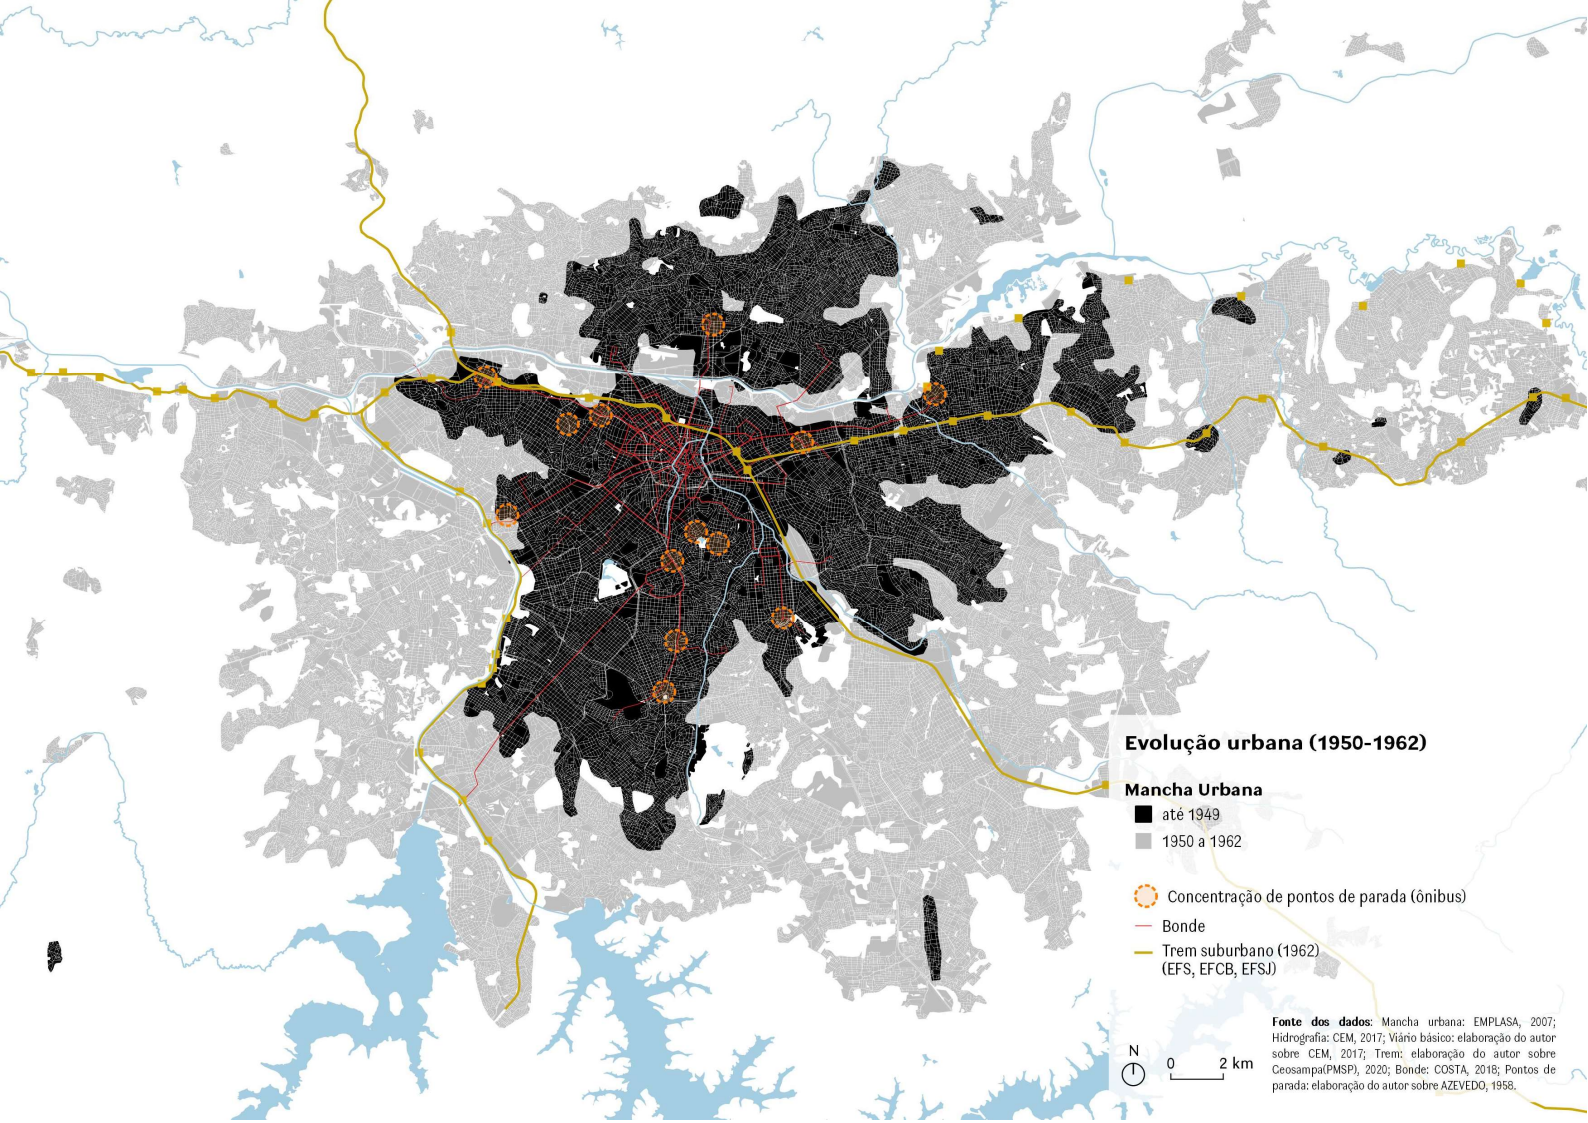 Evolução urbana (1950-1962)
Mancha Urbana
até 1949
1950 a 1962
Concentração de pontos de parada (ônibus)
Bonde
Trem suburbano (1962)
(EFS, EFCB, EFSJ)
N
0 2 km
Fonte dos dados: Mancha urbana: EMPLASA, 2007;
Hidrografia: CEM, 2017; Viário básico: elaboração do autor
sobre CEM, 2017; Trem: elaboração do autor sobre
Ceosampa(PMSP), 2020; Bonde: COSTA, 2018; Pontos de
parada: elaboração do autor sobre AZEVEDO, 1958.